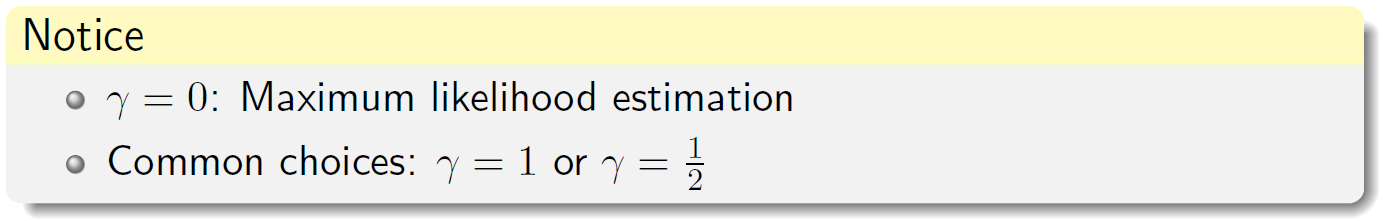 Notice
γ = 0: Maximum likelihood estimation
Common choices: γ = 1 or γ = 1/2